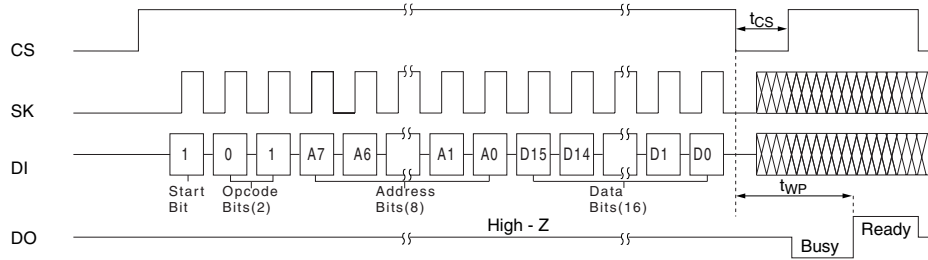 CS
tCS
SK
DI
1 0 1 A7 A6 A1 A0 D15 D14 D1 D0
Start Bit
Opcode Bits(2)
Address Bits(8)
Data Bits(16)
tWP
DO
High - Z
Busy
Ready